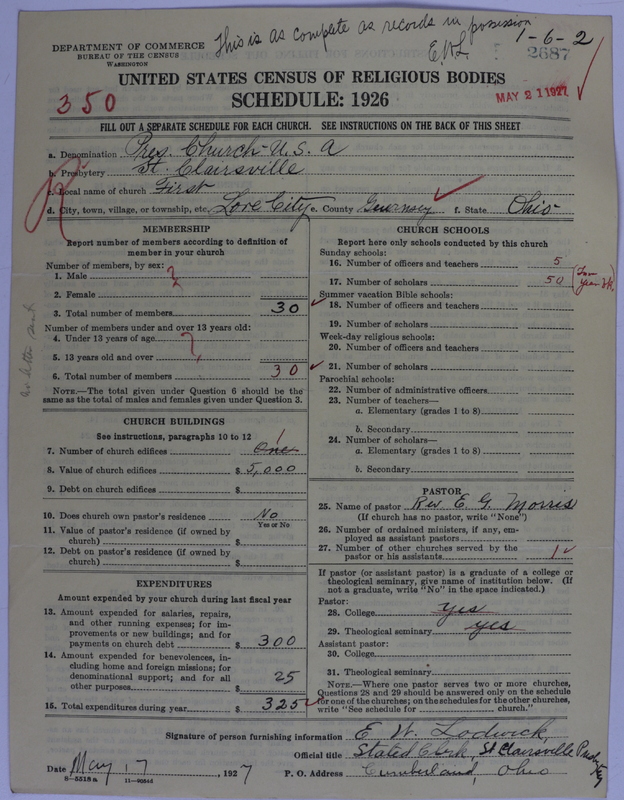 This is as complete as records in possession
E.W.L.
1-6-2
2687
DEPARTMENT OF COMMERCE
BUREAU OF THE CENSUS
WASHINGTON
UNITED STATES CENSUS OF RELIGIOUS BODIES
350
SCHEDULE: 1926
MAY 21 1927
FILL OUT A SEPARATE SCHEDULE FOR EACH CHURCH. SEE INSTRUCTIONS ON THE BACK OF THIS SHEET
a. Denomination Pres. Church - U.S.A
b. Presbytery St. Clairsville
c. Local name of church First
d. City, town, village, or township, etc. Lore City e. County Guernsey f. State Ohio
R
MEMBERSHIP
Report number of members according to definition of
member in your church
Number of members, by sex:
1. Male ?
2. Female
3. Total number of members 30
Number of members under and over 13 years old:
4. Under 13 years of age ?
5. 13 years old and over
6. Total number of members 30
NOTE.—The total given under Question 6 should be the
same as the total of males and females given under Question 3.
CHURCH BUILDINGS
See instructions, paragraphs 10 to 12
1
7. Number of church edifices One
8. Value of church edifices $ 5,000
9. Debt on church edifices $
10. Does church own pastor's residence No
Yes or No
11. Value of pastor's residence (if owned by
church) $
12. Debt on pastor's residence (if owned by
church) $
EXPENDITURES
Amount expended by your church during last fiscal year
13. Amount expended for salaries, repairs,
and other running expenses; for im-
provements or new buildings; and for
payments on church debt $ 300
14. Amount expended for benevolences, in-
cluding home and foreign missions; for
denominational support; and for all
other purposes $ 25
15. Total expenditures during year $ 325
CHURCH SCHOOLS
Report here only schools conducted by this church
Sunday schools:
16. Number of officers and teachers 5
17. Number of scholars 50
Summer vacation Bible schools:
18. Number of officers and teachers
19. Number of scholars
Week-day religious schools:
20. Number of officers and teachers
21. Number of scholars
Parochial schools:
22. Number of administrative officers
23. Number of teachers—
a. Elementary (grades 1 to 8)
b. Secondary
24. Number of scholars—
a. Elementary (grades 1 to 8)
b. Secondary
PASTOR
25. Name of pastor Rev. E. G. Morris
(If church has no pastor, write "None")
26. Number of ordained ministers, if any, em-
ployed as assistant pastors
27. Number of other churches served by the
pastor or his assistants 1
If pastor (or assistant pastor) is a graduate of a college or
theological seminary, give name of institution below. (If
not a graduate, write "No" in the space indicated.)
Pastor:
28. College yes
29. Theological seminary yes
Assistant pastor:
30. College
31. Theological seminary
NOTE.—Where one pastor serves two or more churches,
Questions 28 and 29 should be answered only on the schedule
for one of the churches; on the schedules for the other churches,
write "See schedule for church."
Signature of person furnishing information E. W. Lodwick,
Official title Stated Clerk, St Clairsville Presbytery
Date May 17, 1927
P. O. Address Cumberland, Ohio
8-5518a